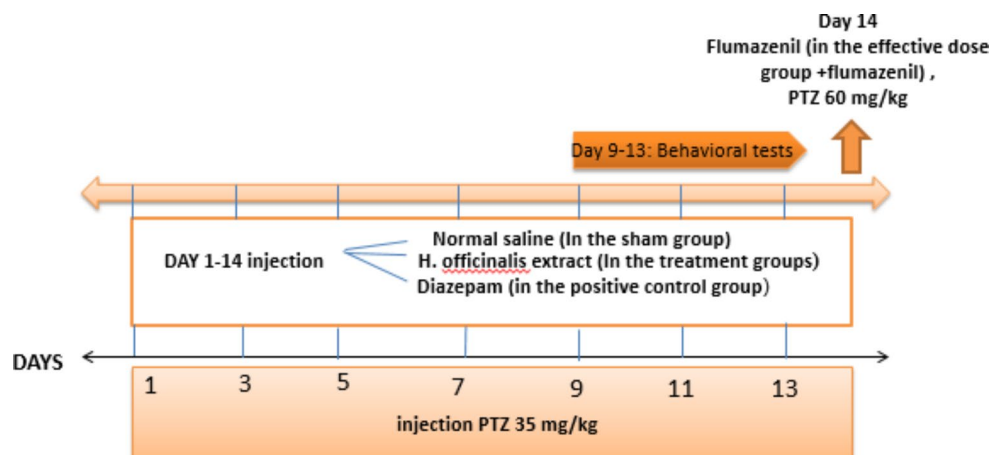 Day 14
Flumazenil (in the effective dose
group +flumazenil) ,
PTZ 60 mg/kg
Day 9-13: Behavioral tests
DAY 1-14 injection
Normal saline (In the sham group)
H. officinalis extract (In the treatment groups)
Diazepam (in the positive control group)
DAYS
1 3 5 7 9 11 13
injection PTZ 35 mg/kg